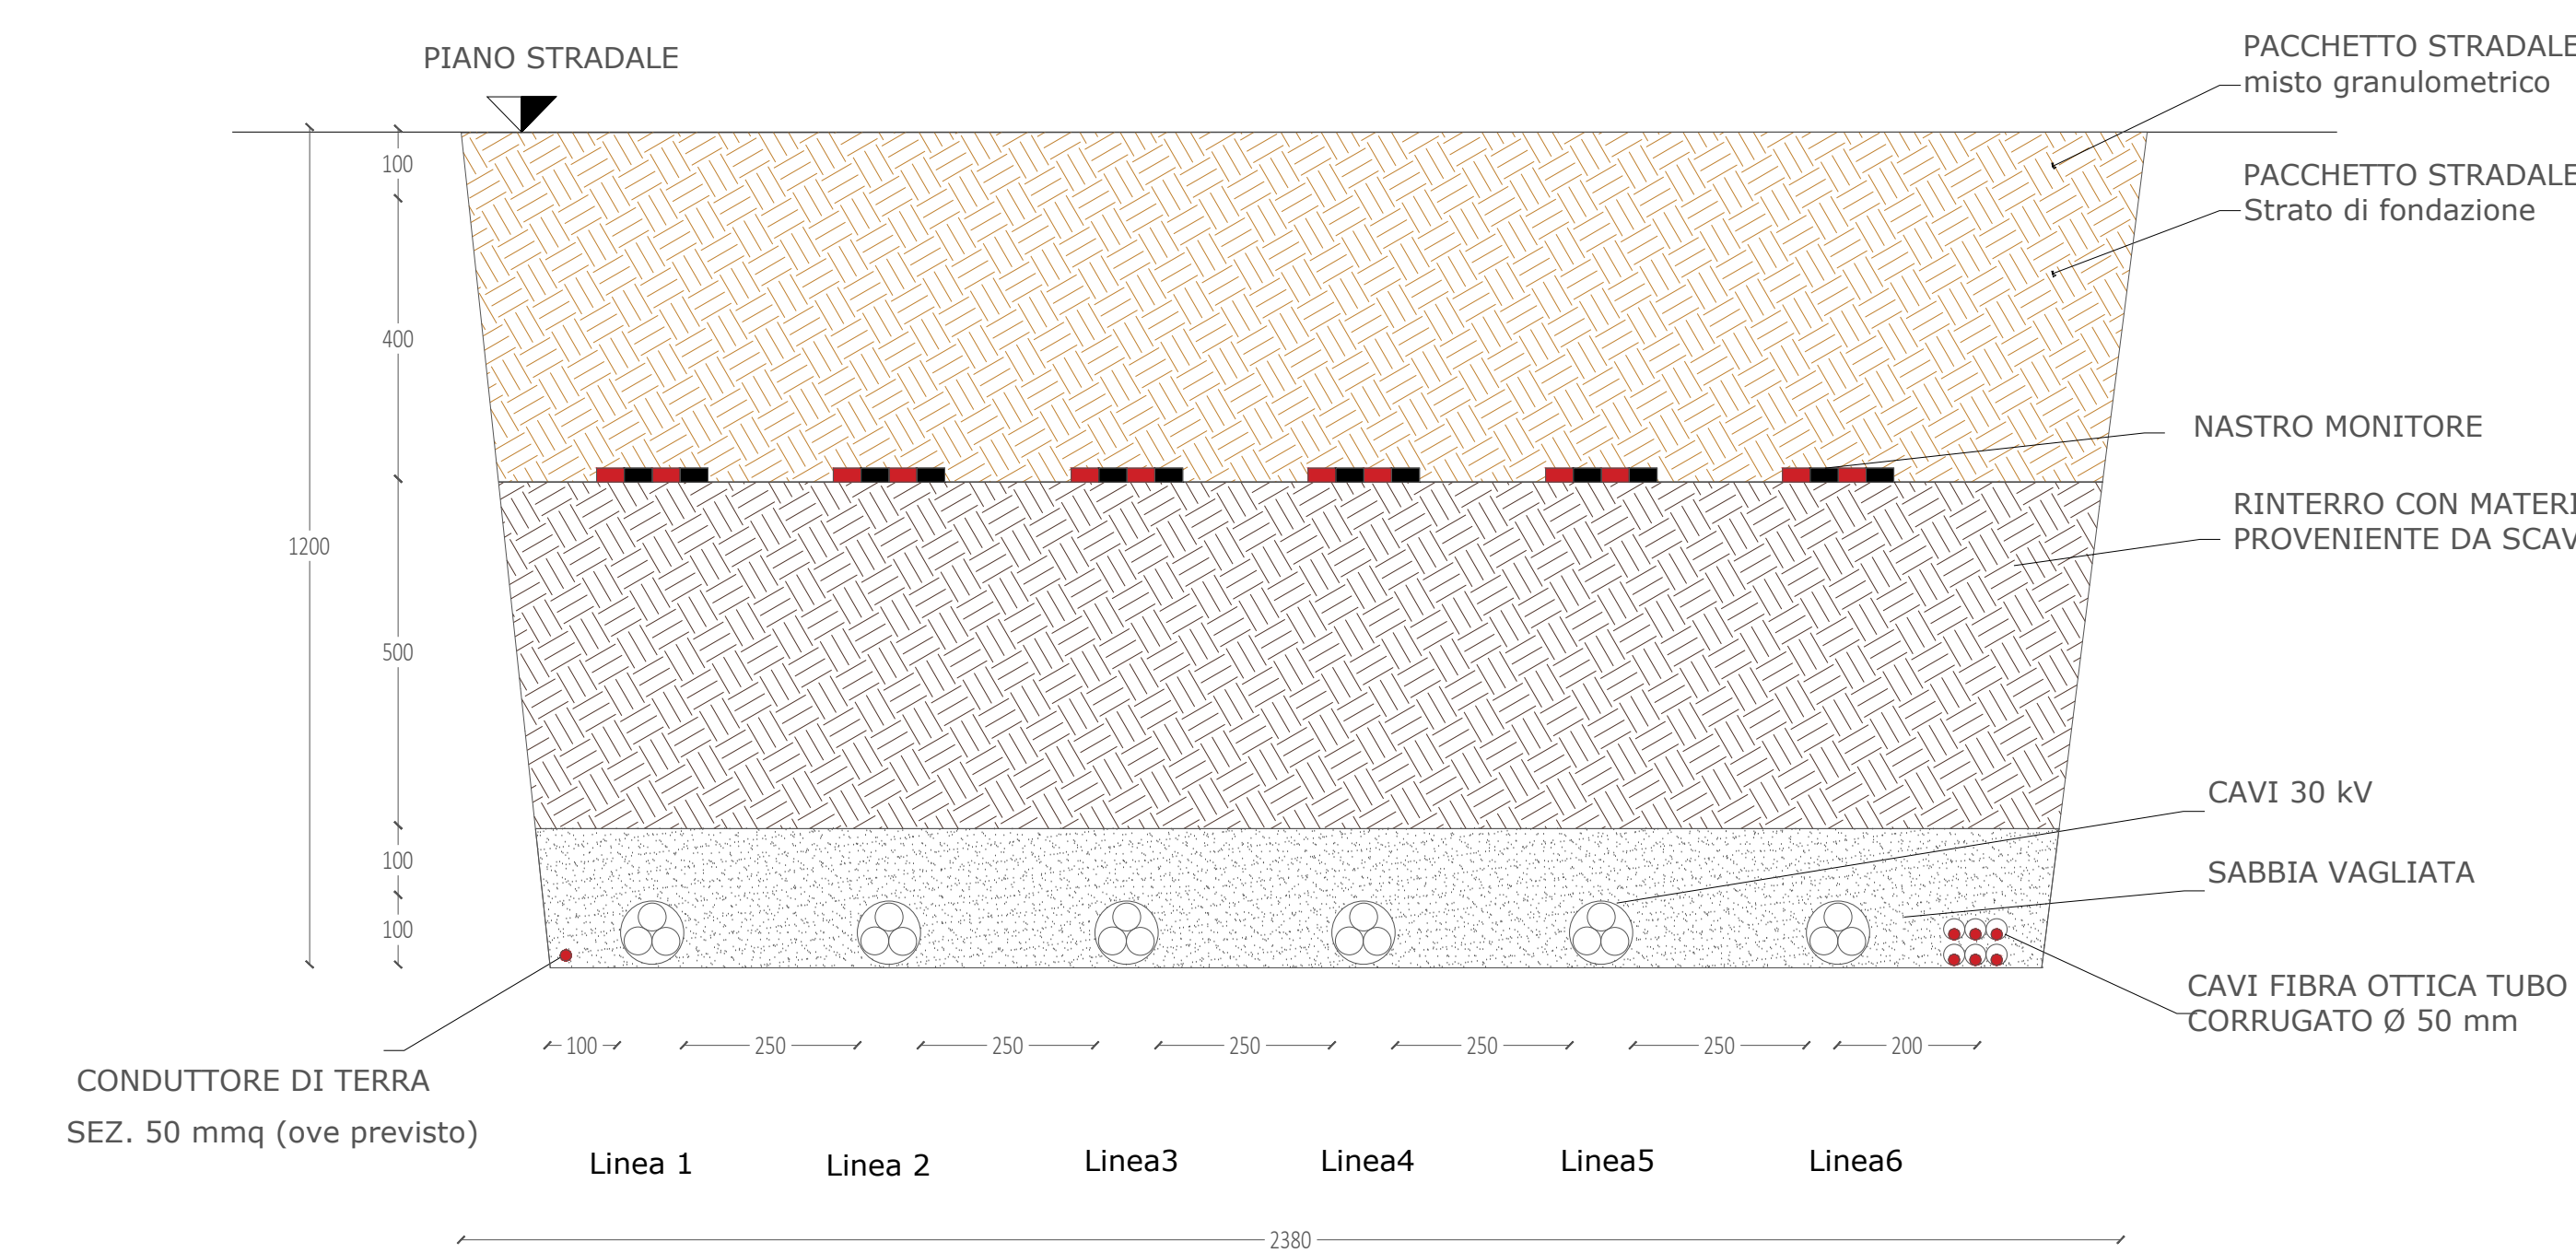 PIANO STRADALE
PACCHETTO STRADALE
misto granulometrico
PACCHETTO STRADALE
Strato di fondazione
100
400
NASTRO MONITORE
RINTERRO CON MATERI
PROVENIENTE DA SCAV
1200
500
CAVI 30 kV
100
SABBIA VAGLIATA
100
CAVI FIBRA OTTICA TUBO
CORRUGATO Ø 50 mm
100 250 250 250 250 250 200
CONDUTTORE DI TERRA
SEZ. 50 mmq (ove previsto)
Linea 1 Linea 2 Linea3 Linea4 Linea5 Linea6
2380